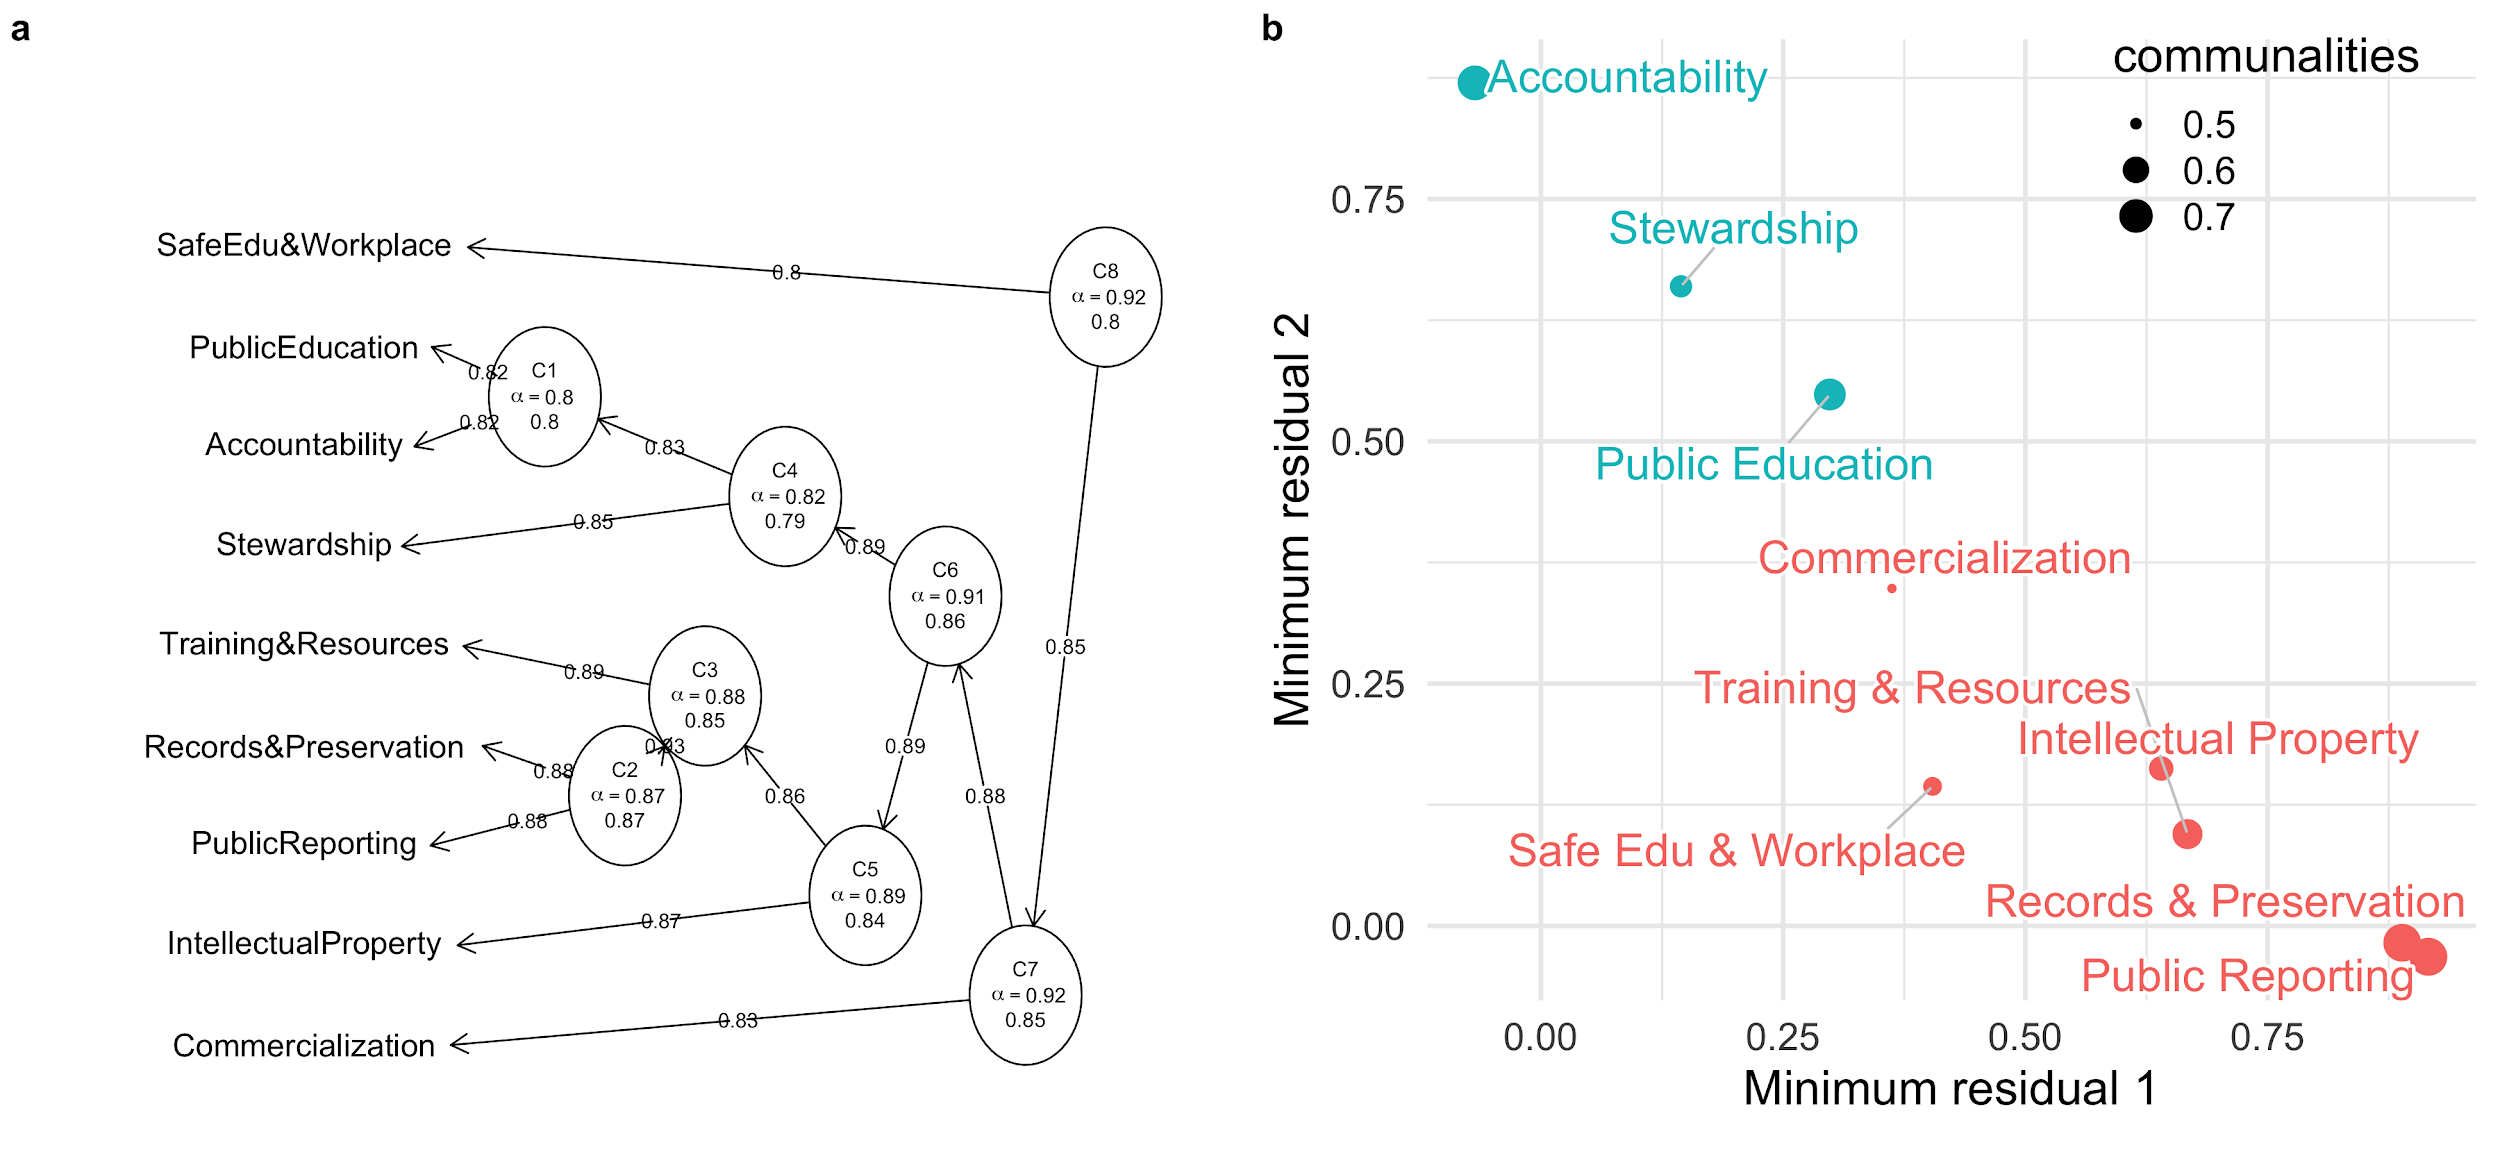 a
SafeEdu&Workplace
0.8
C8
α = 0.92
0.8
PublicEducation
0.82
C1
α = 0.8
0.8
Accountability
0.82
0.83
C4
α = 0.82
0.79
Stewardship
0.85
0.89
C6
α = 0.91
0.86
Training&Resources
0.89
C3
α = 0.88
0.85
0.85
Records&Preservation
0.88
0.93
C2
α = 0.87
0.87
0.89
0.86
0.88
PublicReporting
0.88
C5
α = 0.89
0.84
IntellectualProperty
0.87
C7
α = 0.92
0.85
Commercialization
0.83
b
communalities
0.5
0.6
0.7
Accountability
Stewardship
Public Education
Commercialization
Training & Resources
Intellectual Property
Safe Edu & Workplace
Records & Preservation
Public Reporting
Minimum residual 2
0.75
0.50
0.25
0.00
0.00
0.25
0.50
0.75
Minimum residual 1